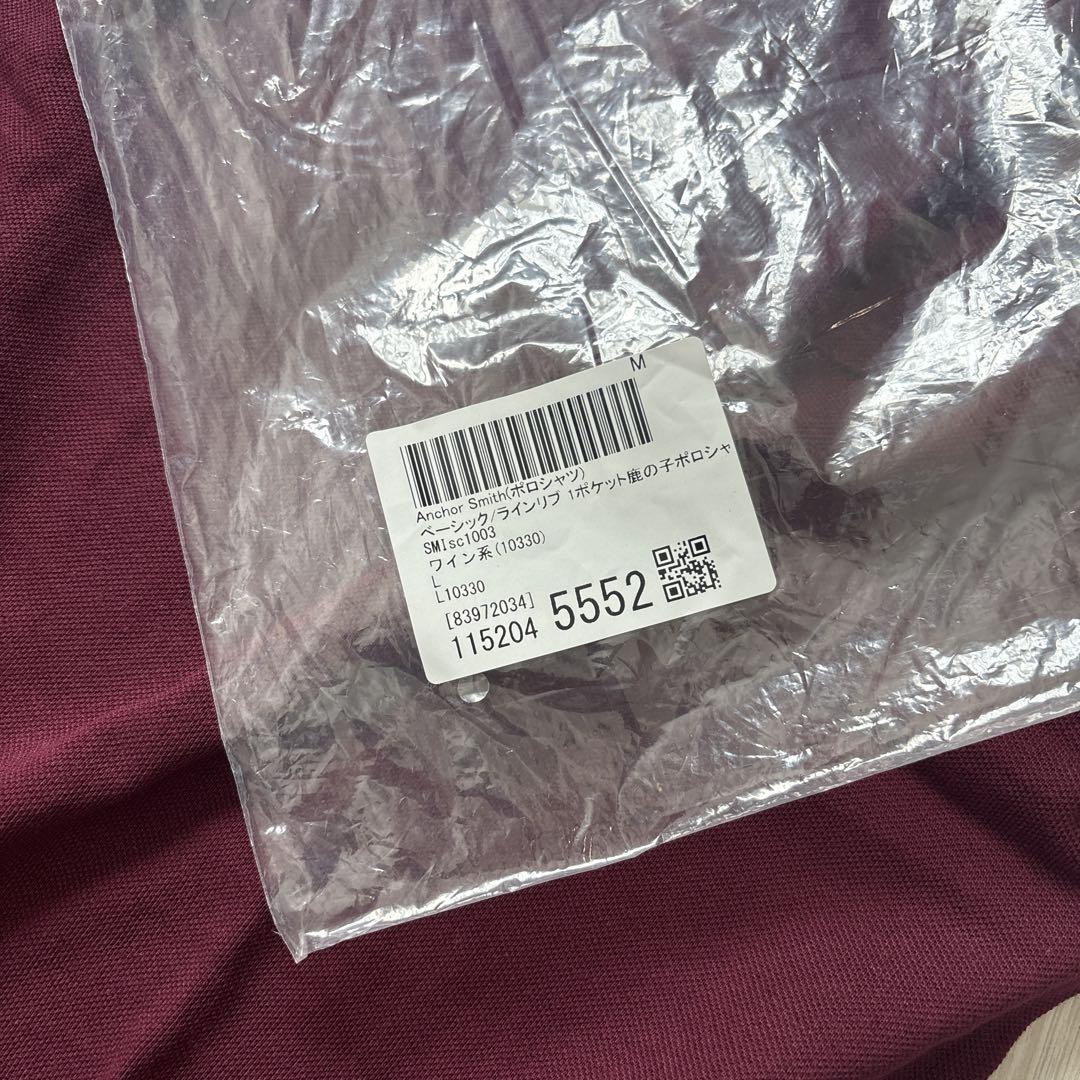 M
Anchor Smith(ポロシャツ)
ベーシック/ラインリブ 1ポケット鹿の子ポロシャ
SMIsc1003
ワイン系(10330)
L
L10330
[83972034]
115204 5552